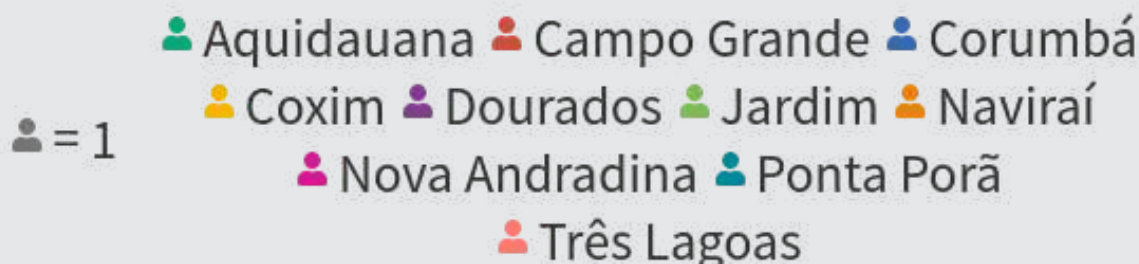 Aquidauana Campo Grande Corumbá
Coxim Dourados Jardim Naviraí
= 1
Nova Andradina Ponta Porã
Três Lagoas